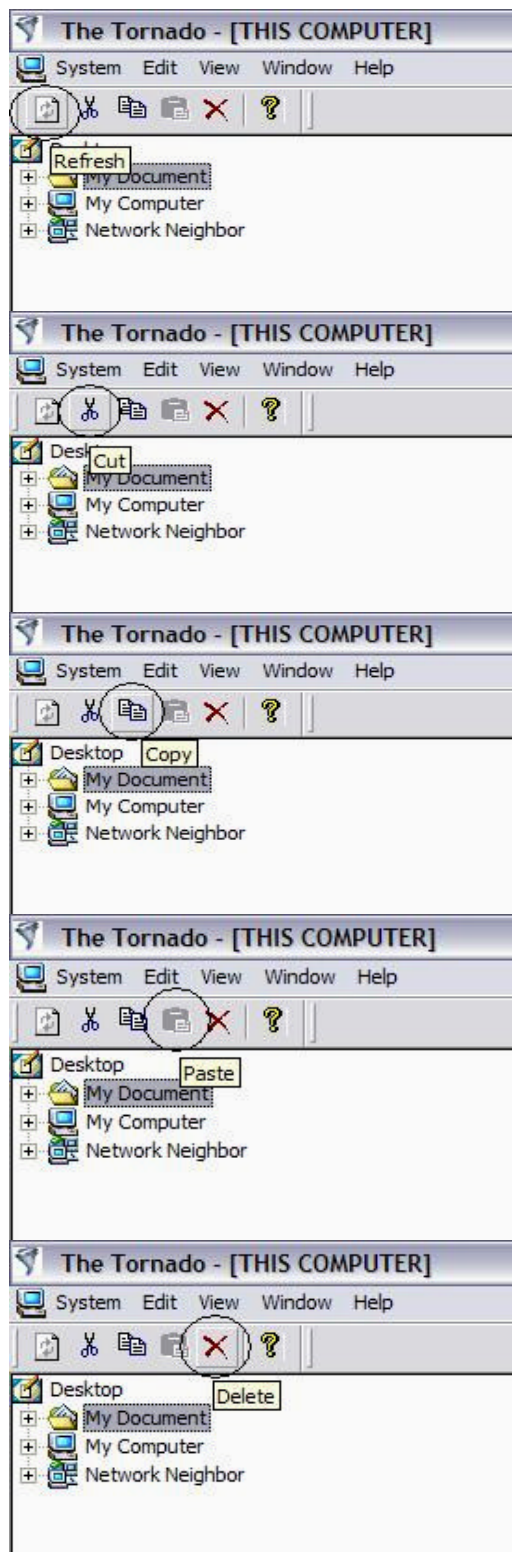 The Tornado - [THIS COMPUTER]
System Edit View Window Help
Refresh
My Document
My Computer
Network Neighbor
The Tornado - [THIS COMPUTER]
System Edit View Window Help
Cut
My Document
My Computer
Network Neighbor
The Tornado - [THIS COMPUTER]
System Edit View Window Help
Desktop Copy
My Document
My Computer
Network Neighbor
The Tornado - [THIS COMPUTER]
System Edit View Window Help
Desktop Paste
My Document
My Computer
Network Neighbor
The Tornado - [THIS COMPUTER]
System Edit View Window Help
Desktop Delete
My Document
My Computer
Network Neighbor